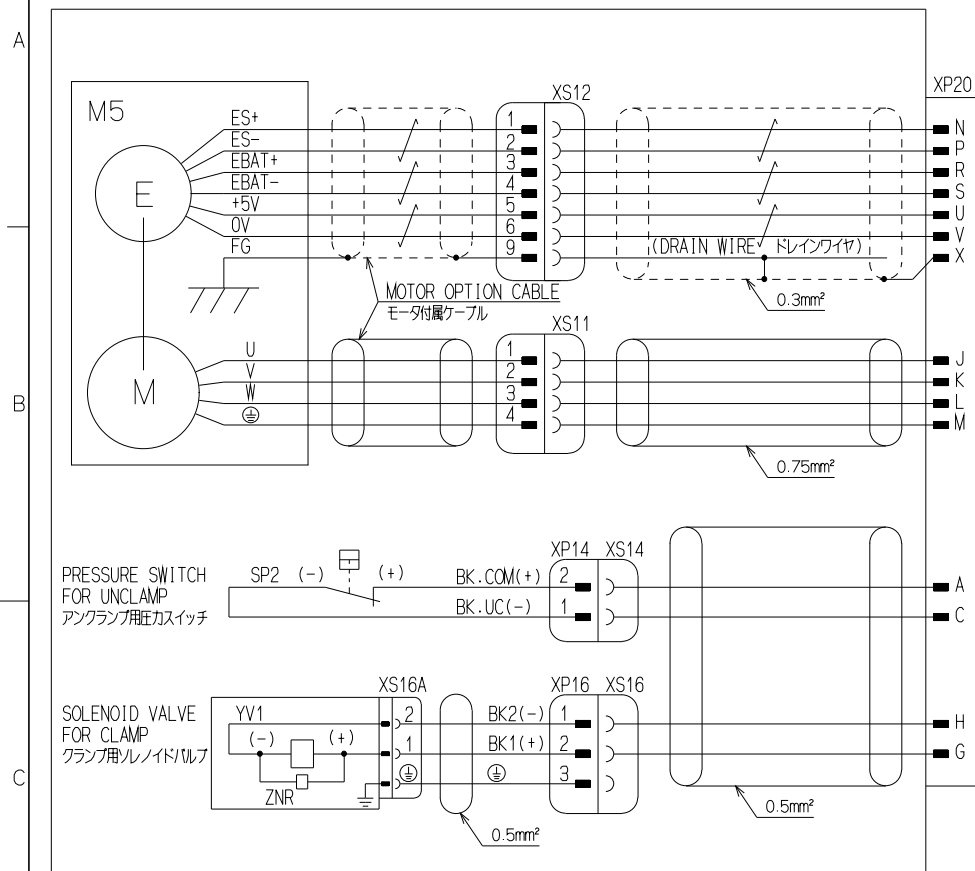 A
XP20
XS12
M5
ES+ 1 N
ES- 2 P
EBAT+ 3 R
E
EBAT- 4 S
+5V 5 U
0V 6 V
FG 9 (DRAIN WIRE ドレインワイヤ) X
MOTOR OPTION CABLE
モータ付属ケーブル
0.3mm²
XS11
U 1 J
V 2 K
M
W 3 L
B
4 M
0.75mm²
XP14 XS14
PRESSURE SWITCH
FOR UNCLAMP
アンクランプ用圧力スイッチ
SP2 (-) (+) BK.COM(+) 2 A
BK.UC(-) 1 C
XS16A XP16 XS16
SOLENOID VALVE
FOR CLAMP
クランプ用ソレノイドバルブ
YV1 2 BK2(-) 1 H
(-) (+) 1 BK1(+) 2 G
3
C
ZNR
0.5mm²
0.5mm²